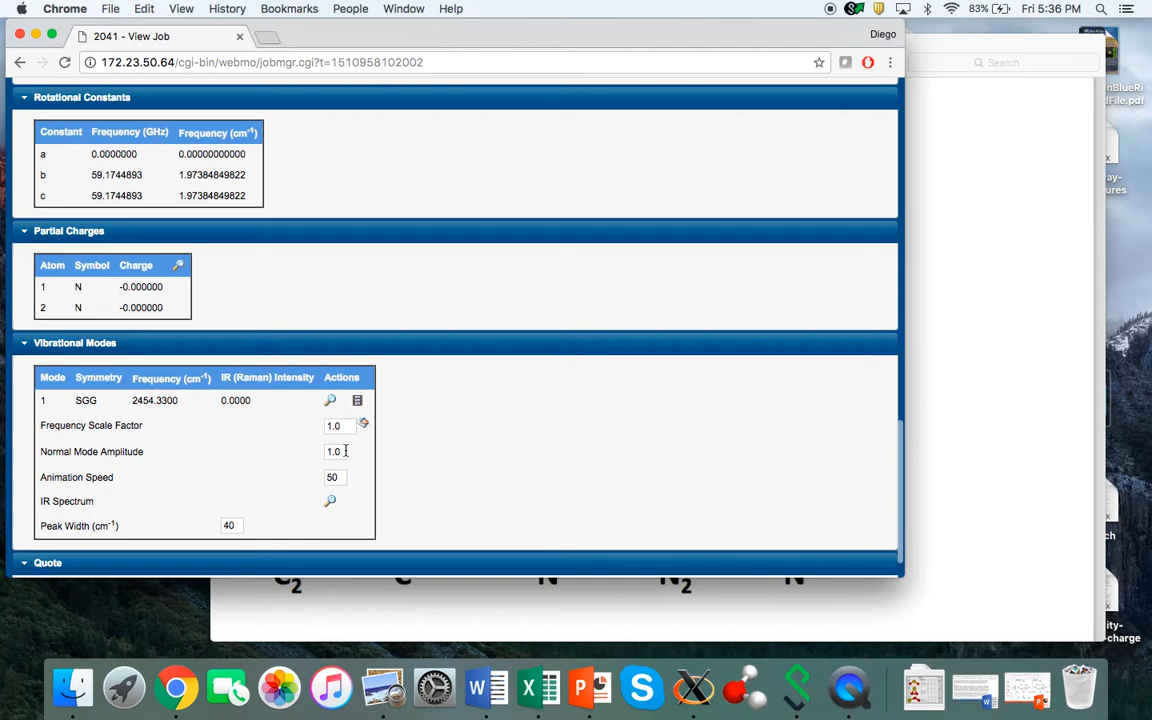 Chrome File Edit View History Bookmarks People Window Help 83% Fri 5:36 PM
2041 - View Job Diego
172.23.50.64/cgi-bin/webmo/jobmgr.cgi?t=1510958102002
Search
Rotational Constants
Constant Frequency (GHz) Frequency (cm-1)
a 0.0000000 0.00000000000
b 59.1744893 1.97384849822
c 59.1744893 1.97384849822
Partial Charges
Atom Symbol Charge
1 N -0.000000
2 N -0.000000
Vibrational Modes
Mode Symmetry Frequency (cm-1) IR (Raman) Intensity Actions
1 SGG 2454.3300 0.0000
Frequency Scale Factor 1.0
Normal Mode Amplitude 1.0
Animation Speed 50
IR Spectrum
Peak Width (cm-1) 40
Quote
C2 C N N2 N